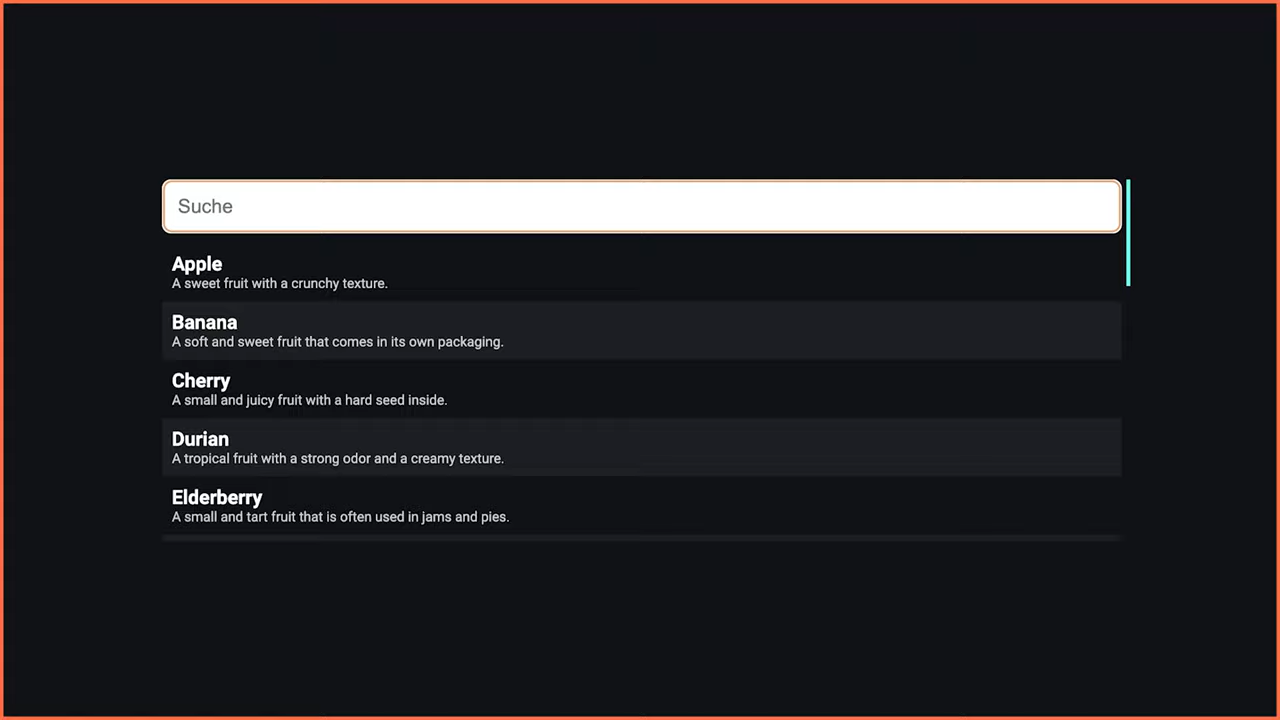 Suche
Apple
A sweet fruit with a crunchy texture.
Banana
A soft and sweet fruit that comes in its own packaging.
Cherry
A small and juicy fruit with a hard seed inside.
Durian
A tropical fruit with a strong odor and a creamy texture.
Elderberry
A small and tart fruit that is often used in jams and pies.